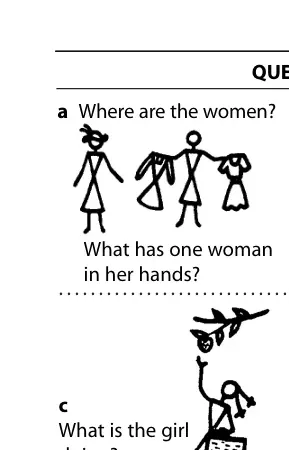 QUE
a Where are the women?
What has one woman
in her hands?
c
What is the girl